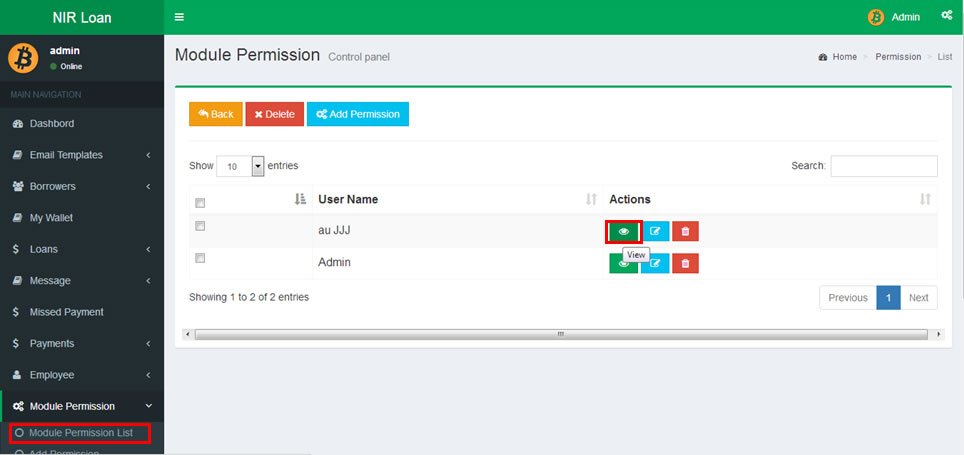 NIR Loan
Admin
admin
Online
Module Permission Control panel
Home > Permission > List
MAIN NAVIGATION
Dashbord
Email Templates
Borrowers
My Wallet
Loans
Message
Missed Payment
Payments
Employee
Module Permission
Module Permission List
Add Permission
Back
Delete
Add Permission
Show 10 entries
Search:
User Name Actions
au JJJ
View
Admin
Showing 1 to 2 of 2 entries
Previous 1 Next